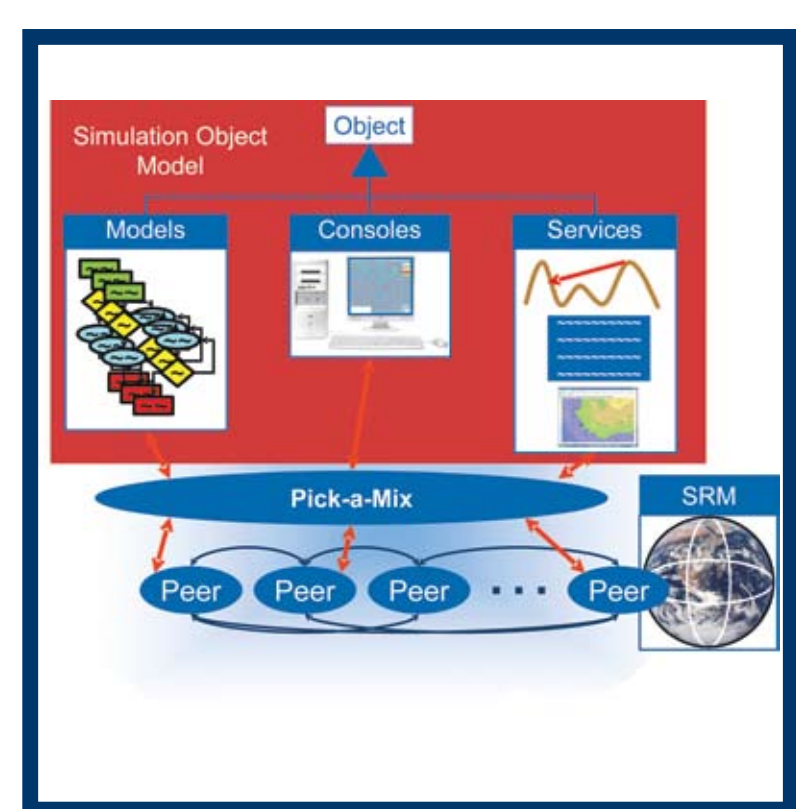 Simulation Object
Model
Object
Models
Consoles
Services
Pick-a-Mix
SRM
Peer
Peer
Peer
...
Peer